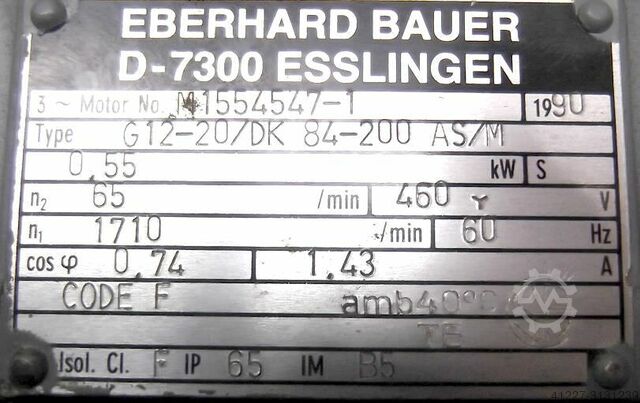 EBERHARD BAUER
D-7300 ESSLINGEN
3 ~ Motor No. M1554547-1 1990
Type G12-20/DK 84-200 AS/M
0.55 kW S
n2 65 /min 460 Y V
n1 1710 /min 60 Hz
cos φ 0.74 1.43 A
CODE F amb40°C
TE
Isol. Cl. F IP 65 IM B5